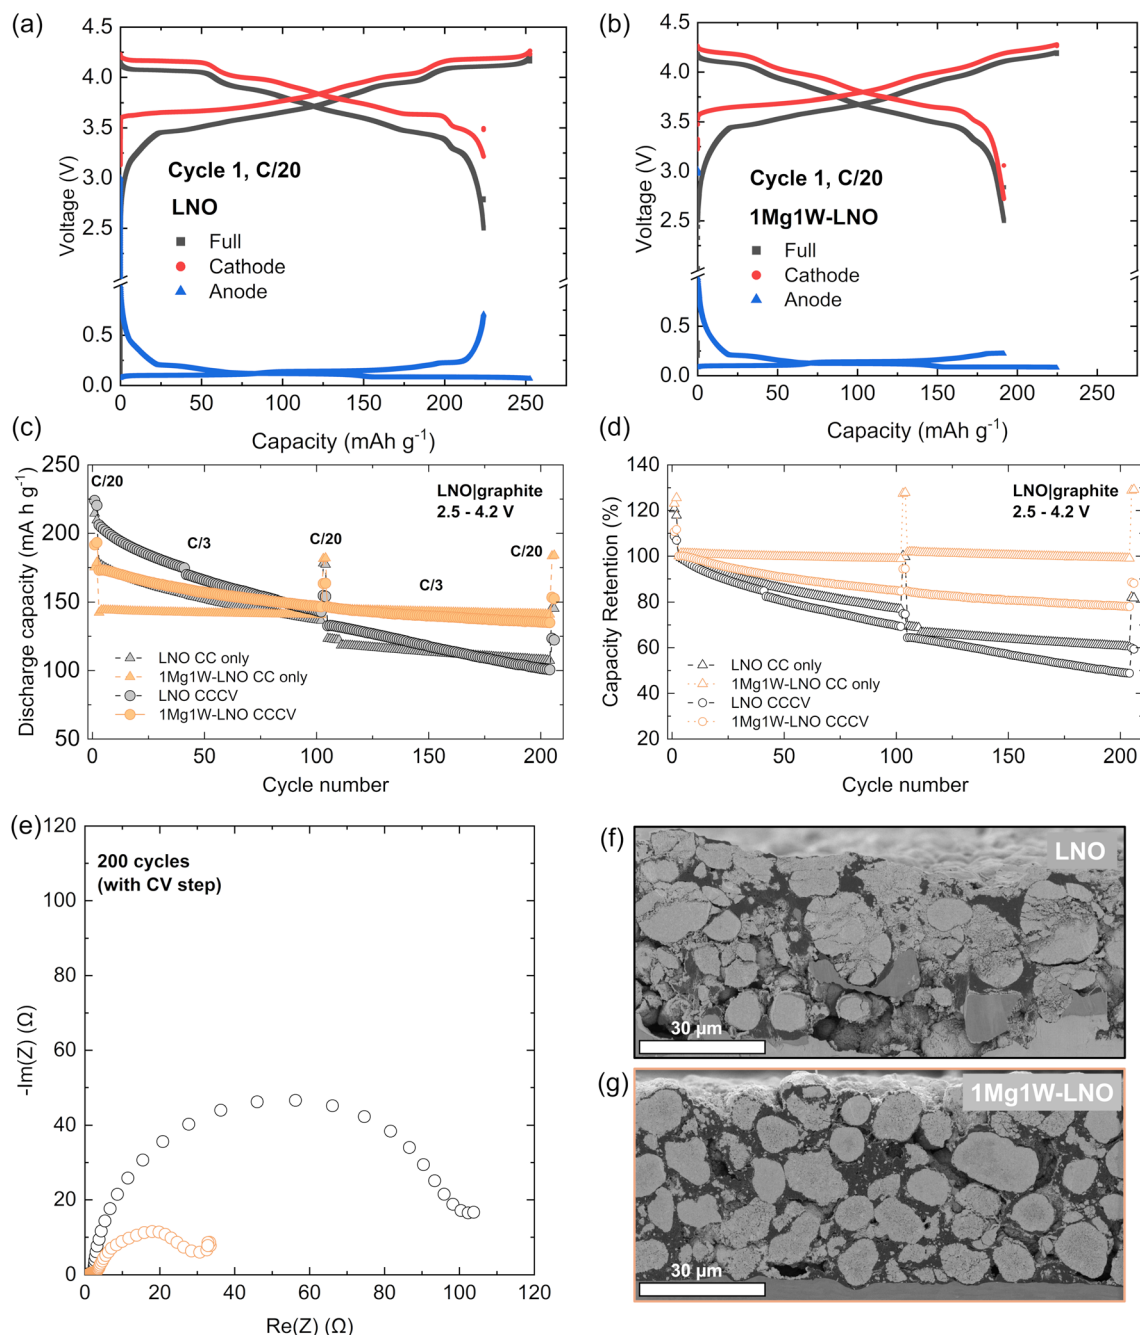 (a)
4.5
4.0
3.5
3.0
2.5
0.5
0.0
Voltage (V)
Cycle 1, C/20
LNO
Full
Cathode
Anode
0 50 100 150 200 250
Capacity (mAh g-1)
(b)
4.5
4.0
3.5
3.0
2.5
0.5
0.0
Voltage (V)
Cycle 1, C/20
1Mg1W-LNO
Full
Cathode
Anode
0 50 100 150 200 250
Capacity (mAh g-1)
(c)
250
200
150
100
50
Discharge capacity (mA h g-1)
C/20
C/3
C/20
C/3
C/20
LNO|graphite
2.5 - 4.2 V
LNO CC only
1Mg1W-LNO CC only
LNO CCCV
1Mg1W-LNO CCCV
0 50 100 150 200
Cycle number
(d)
140
120
100
80
60
40
20
Capacity Retention (%)
LNO|graphite
2.5 - 4.2 V
LNO CC only
1Mg1W-LNO CC only
LNO CCCV
1Mg1W-LNO CCCV
0 50 100 150 200
Cycle number
(e)
120
100
80
60
40
20
0
-Im(Z) (Ω)
200 cycles
(with CV step)
0 20 40 60 80 100 120
Re(Z) (Ω)
(f)
LNO
30 µm
(g)
1Mg1W-LNO
30 µm